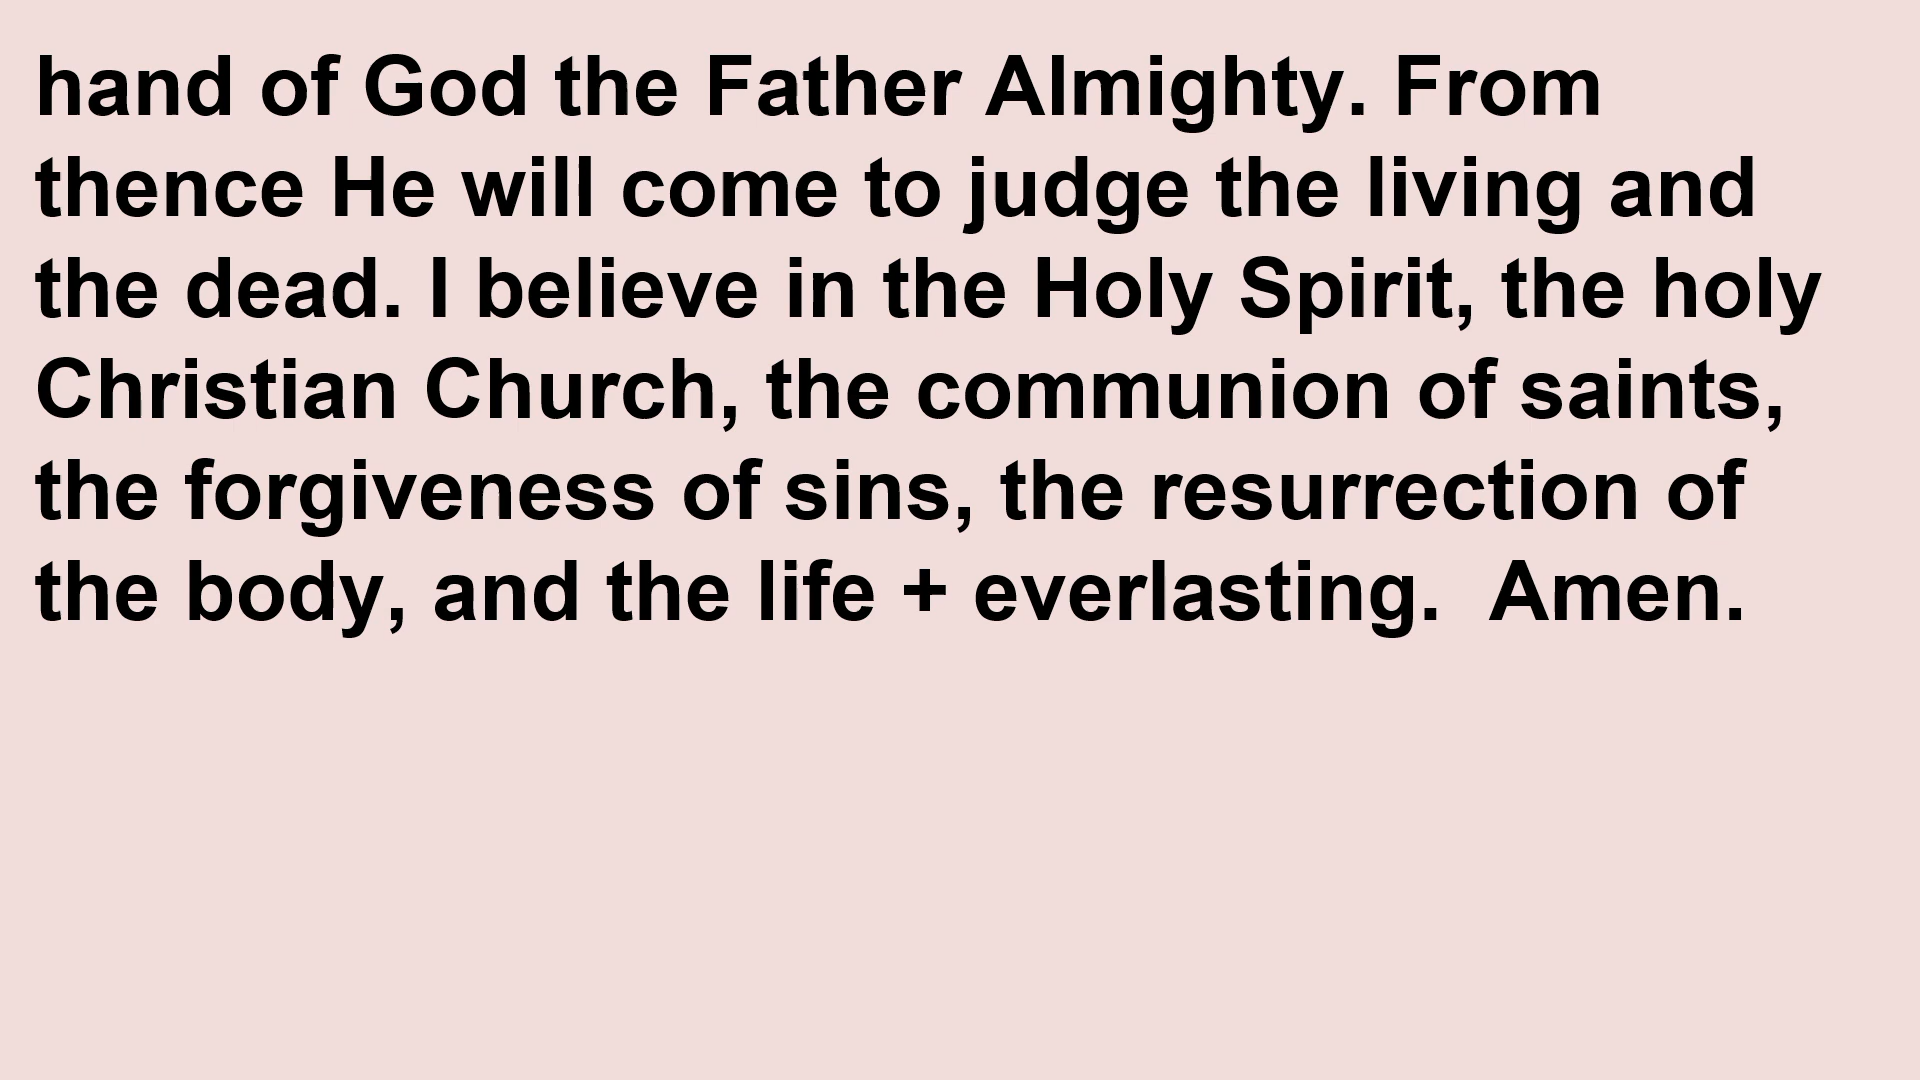 hand of God the Father Almighty. From
thence He will come to judge the living and
the dead. I believe in the Holy Spirit, the holy
Christian Church, the communion of saints,
the forgiveness of sins, the resurrection of
the body, and the life + everlasting.  Amen.